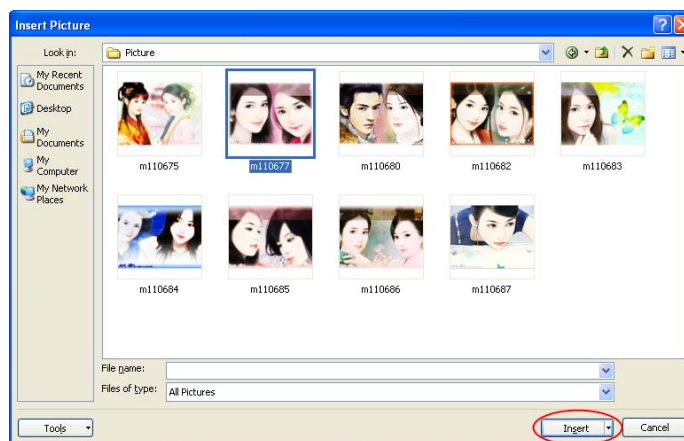 Insert Picture
Look in:
Picture
My Recent
Documents
Desktop
My
Documents
My
Computer
My Network
Places
m110675
m110677
m110680
m110682
m110683
m110684
m110685
m110686
m110687
File name:
Files of type:
All Pictures
Tools
Insert
Cancel